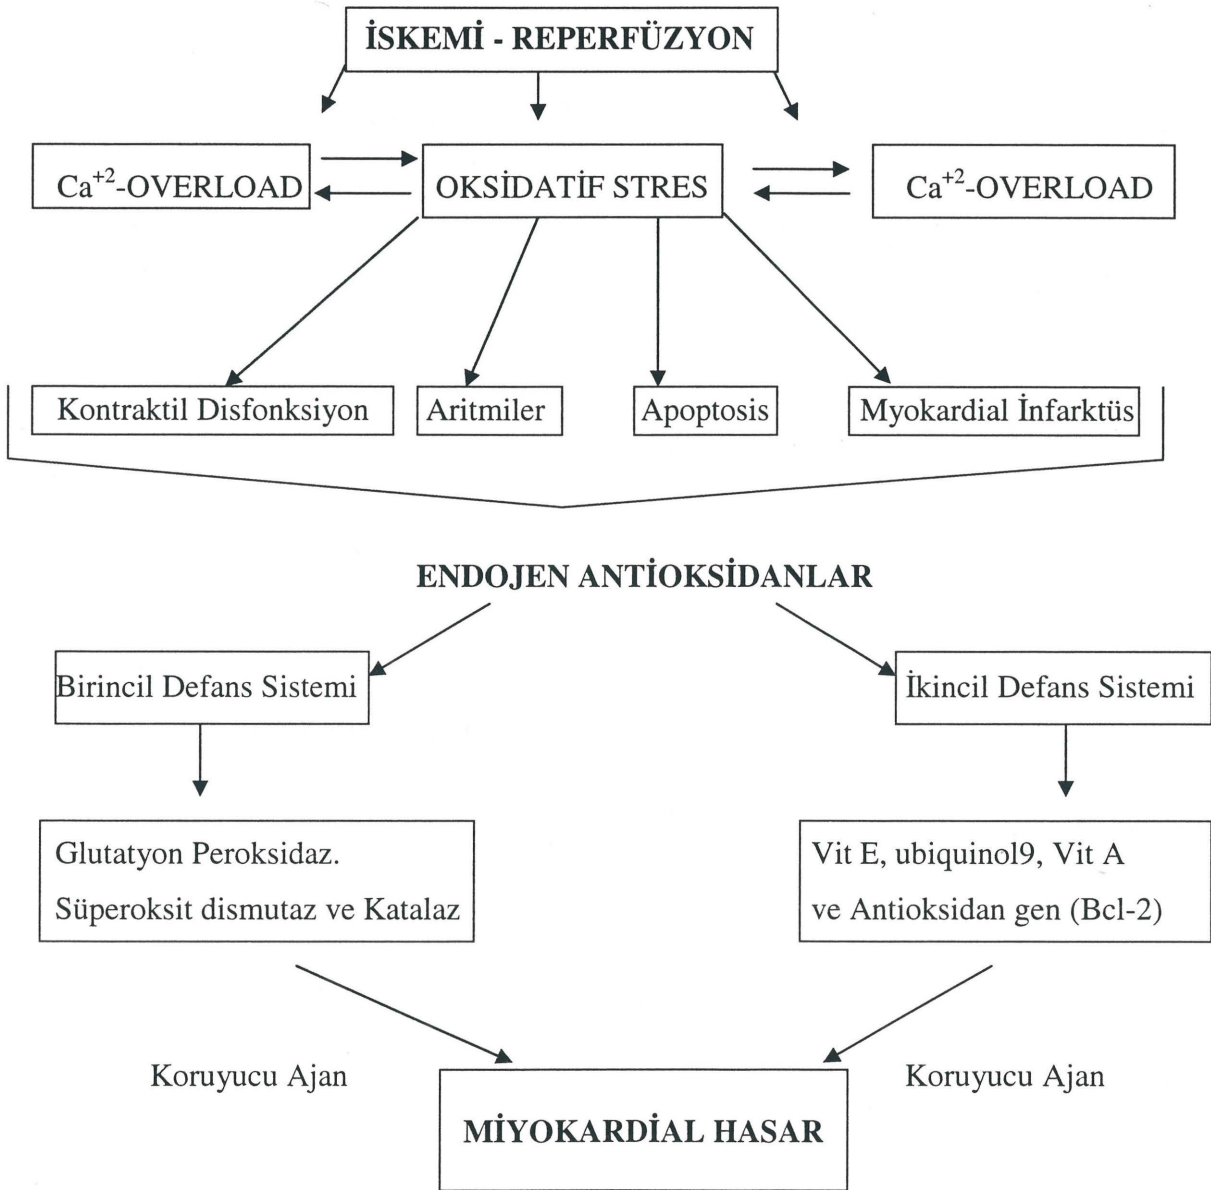 İSKEMİ - REPERFÜZYON
Ca+2-OVERLOAD
OKSİDATİF STRES
Ca+2-OVERLOAD
Kontraktil Disfonksiyon
Aritmiler
Apoptosis
Myokardial İnfarktüs
ENDOJEN ANTİOKSİDANLAR
Birincil Defans Sistemi
İkincil Defans Sistemi
Glutatyon Peroksidaz.
Süperoksit dismutaz ve Katalaz
Vit E, ubiquinol9, Vit A
ve Antioksidan gen (Bcl-2)
Koruyucu Ajan
Koruyucu Ajan
MİYOKARDİAL HASAR